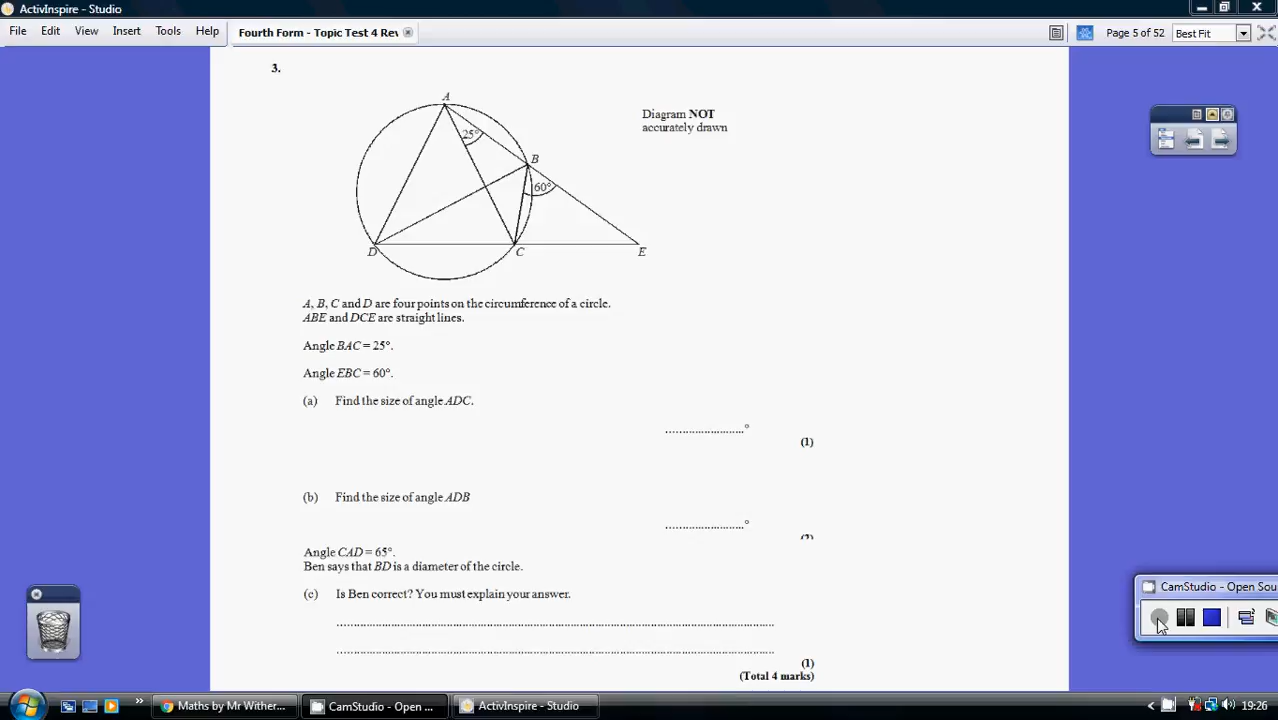 ActivInspire - Studio
File Edit View Insert Tools Help
Fourth Form - Topic Test 4 Rev
Page 5 of 52
Best Fit
3.
A
25°
B
60°
D
C
E
Diagram NOT
accurately drawn
A, B, C and D are four points on the circumference of a circle.
ABE and DCE are straight lines.
Angle BAC = 25°.
Angle EBC = 60°.
(a) Find the size of angle ADC.
........................°
(1)
(b) Find the size of angle ADB
........................°
Angle CAD = 65°.
Ben says that BD is a diameter of the circle.
(c) Is Ben correct? You must explain your answer.
(1)
(Total 4 marks)
CamStudio - Open Sou
Maths by Mr Wither...
CamStudio - Open ...
ActivInspire - Studio
19:26